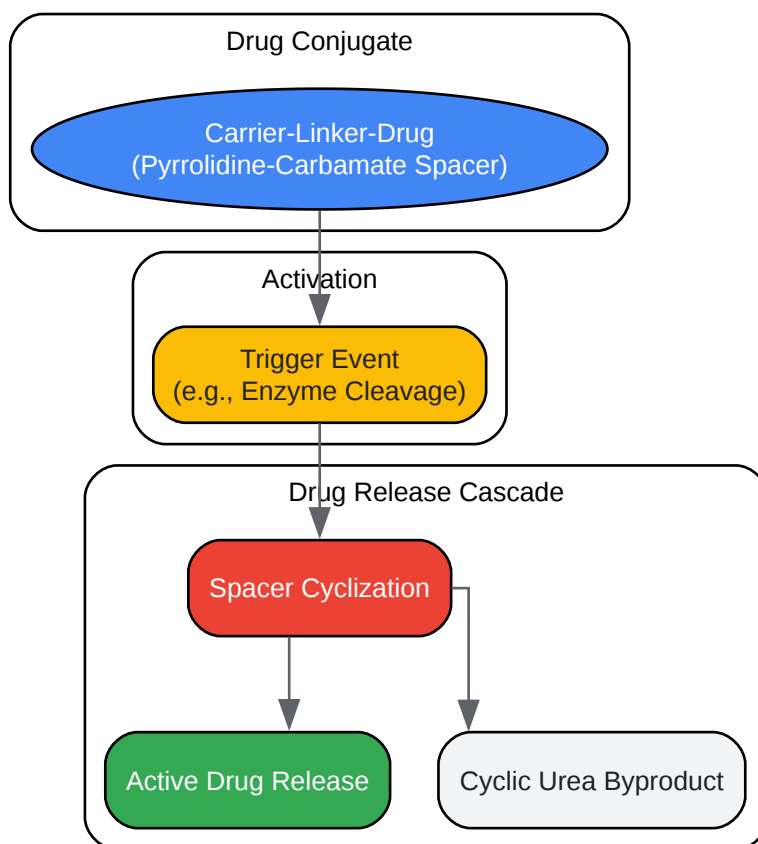 Drug Conjugate
Carrier-Linker-Drug
(Pyrrolidine-Carbamate Spacer)
Activation
Trigger Event
(e.g., Enzyme Cleavage)
Drug Release Cascade
Spacer Cyclization
Active Drug Release
Cyclic Urea Byproduct